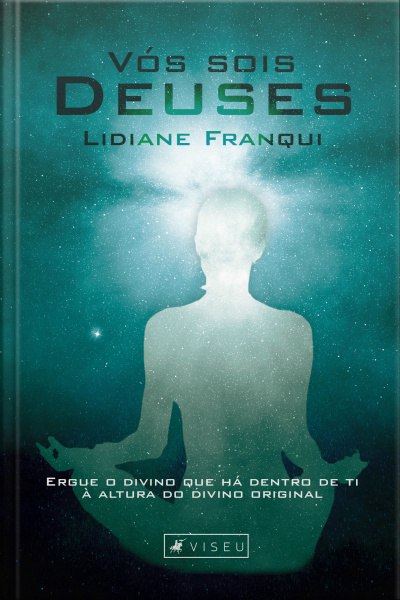 Vós sois
Deuses
Lidiane Franqui
Ergue o divino que há dentro de ti
à altura do divino original
VISEU